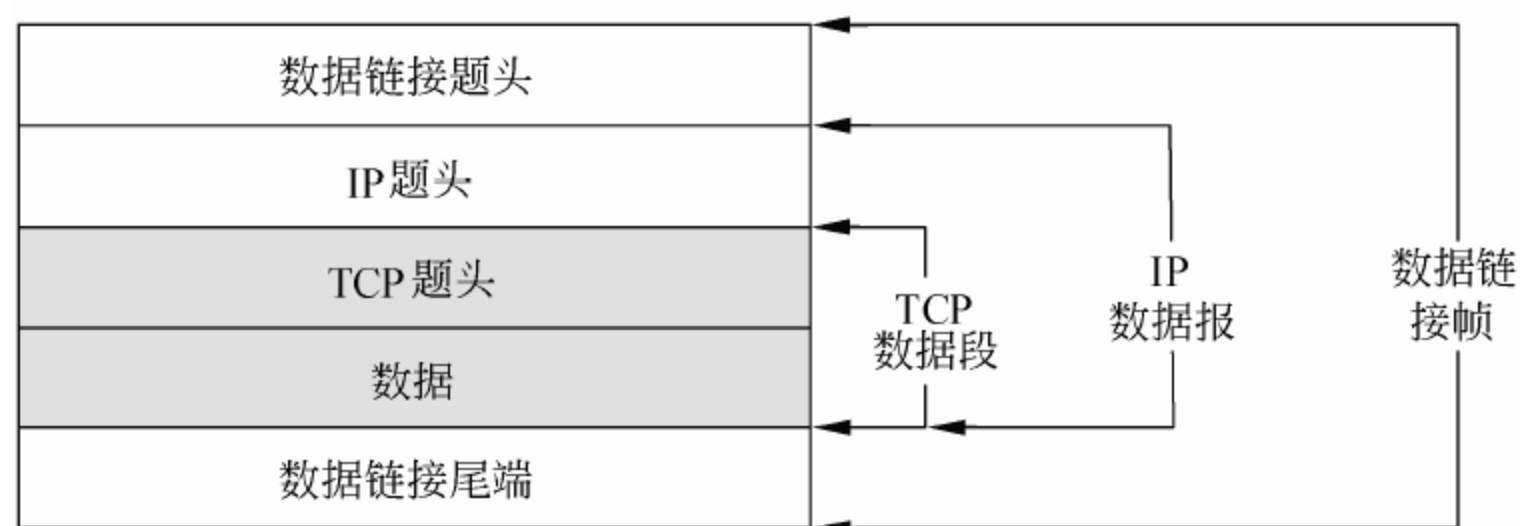 数据链接题头
IP题头
TCP题头
数据
数据链接尾端
TCP
数据段
IP
数据报
数据链
接帧